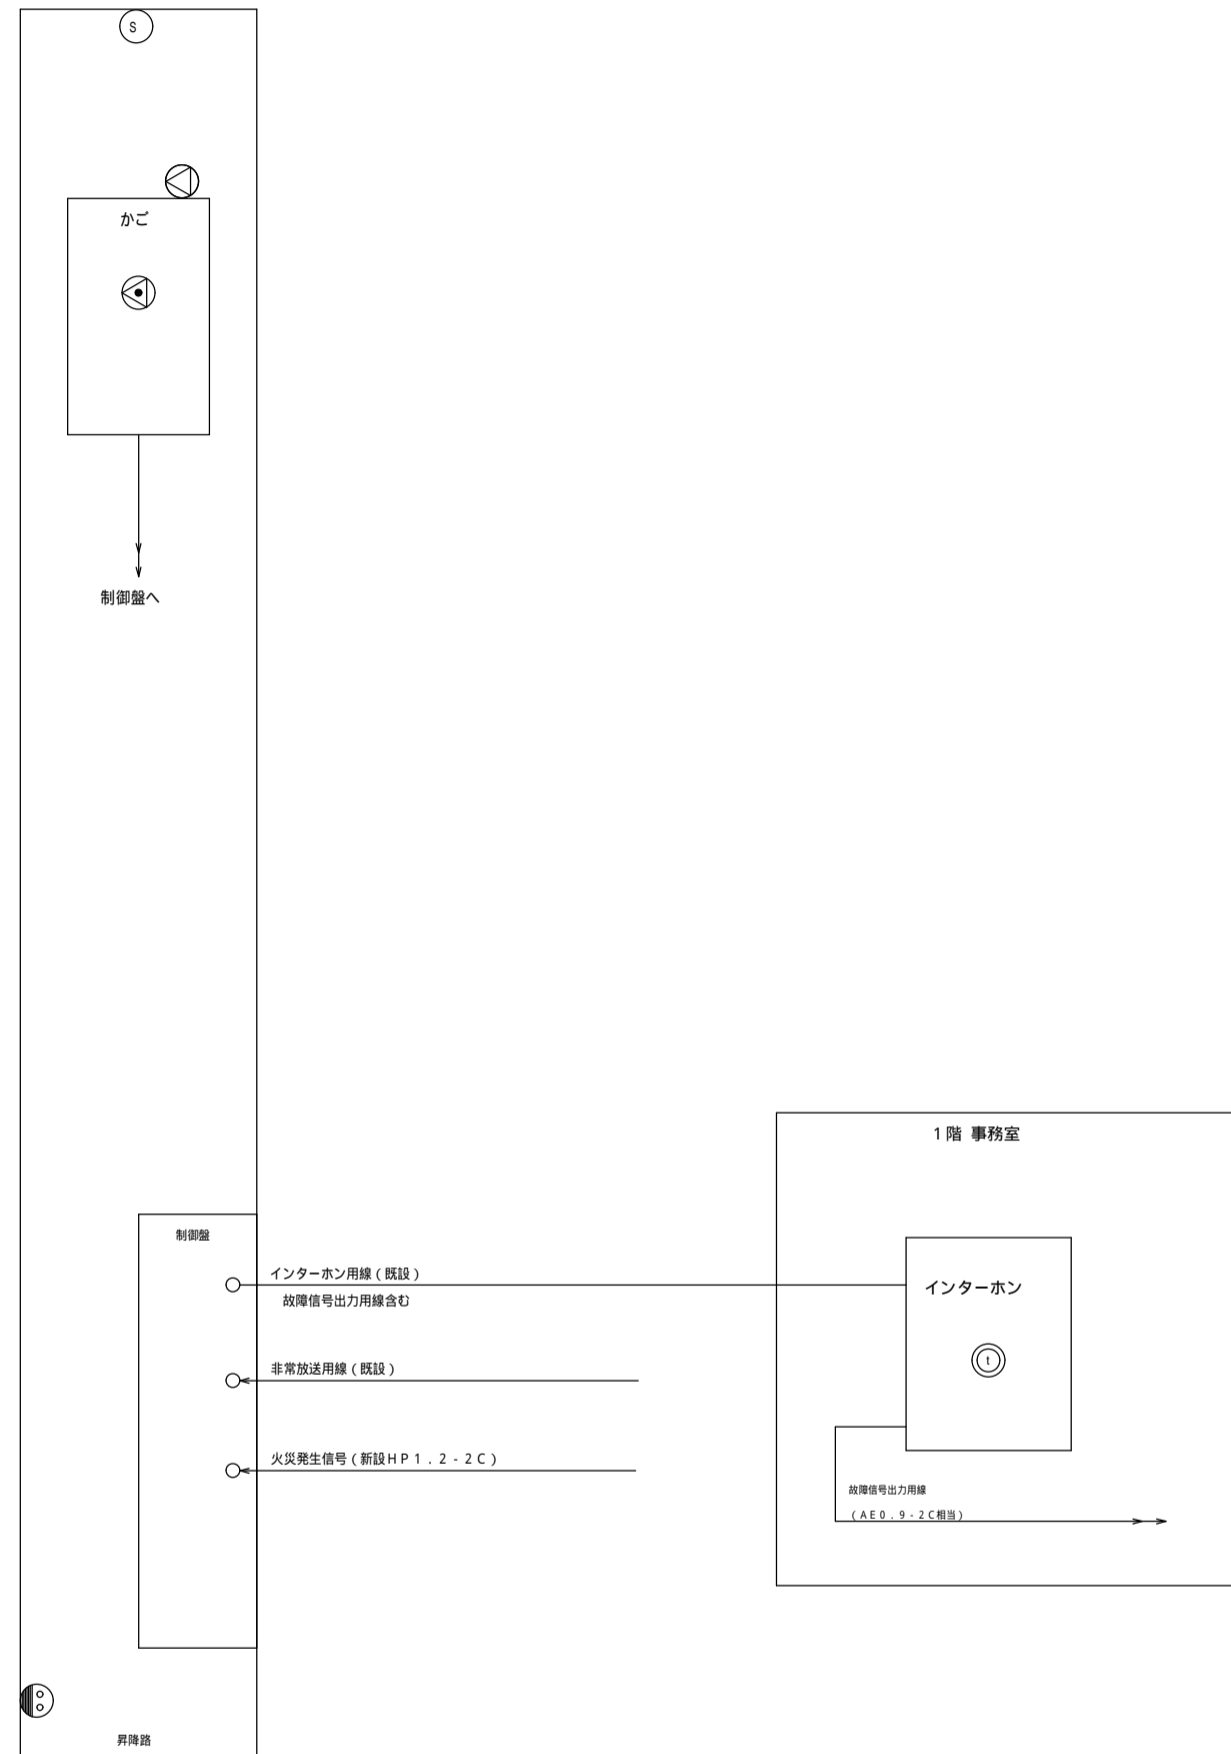 S
かご
制御盤へ
1階 事務室
制御盤
インターホン用線(既設)
故障信号出力用線含む
インターホン
t
非常放送用線(既設)
火災発生信号(新設HP1.2-2C)
故障信号出力用線
(AE0.9-2C相当)
昇降路